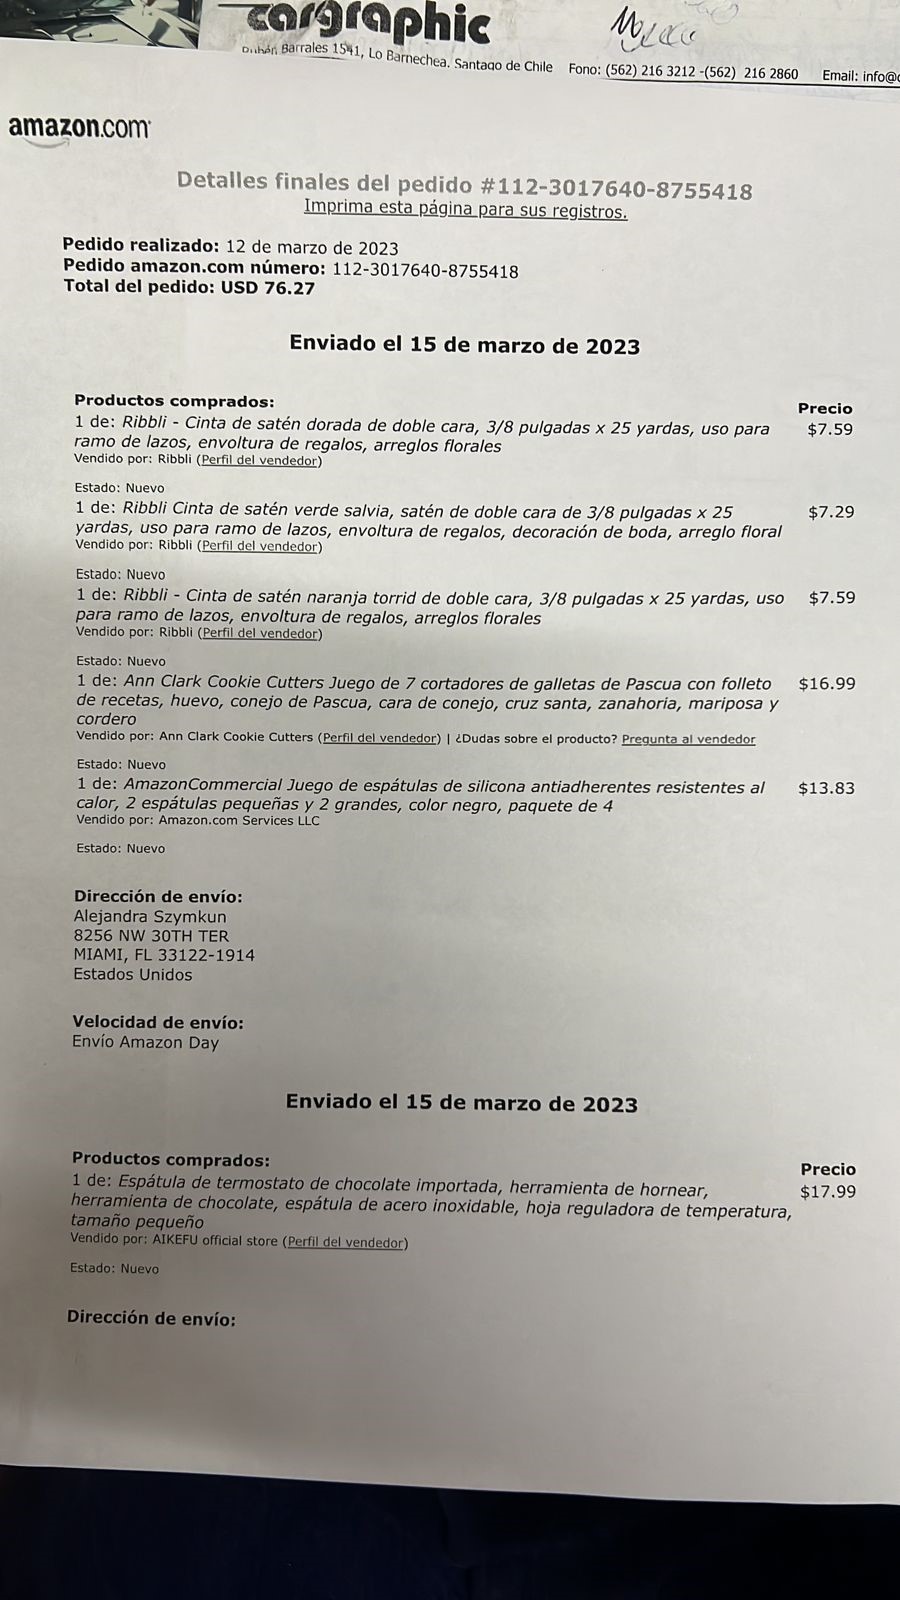 cargraphic
Rubén Barrales 1541, Lo Barnechea. Santiago de Chile Fono: (562) 216 3212 -(562) 216 2860 Email: info@
amazon.com
Detalles finales del pedido #112-3017640-8755418
Imprima esta página para sus registros.
Pedido realizado: 12 de marzo de 2023
Pedido amazon.com número: 112-3017640-8755418
Total del pedido: USD 76.27
Enviado el 15 de marzo de 2023
Productos comprados: Precio
1 de: Ribbli - Cinta de satén dorada de doble cara, 3/8 pulgadas x 25 yardas, uso para $7.59
ramo de lazos, envoltura de regalos, arreglos florales
Vendido por: Ribbli (Perfil del vendedor)
Estado: Nuevo
1 de: Ribbli Cinta de satén verde salvia, satén de doble cara de 3/8 pulgadas x 25 $7.29
yardas, uso para ramo de lazos, envoltura de regalos, decoración de boda, arreglo floral
Vendido por: Ribbli (Perfil del vendedor)
Estado: Nuevo
1 de: Ribbli - Cinta de satén naranja torrid de doble cara, 3/8 pulgadas x 25 yardas, uso $7.59
para ramo de lazos, envoltura de regalos, arreglos florales
Vendido por: Ribbli (Perfil del vendedor)
Estado: Nuevo
1 de: Ann Clark Cookie Cutters Juego de 7 cortadores de galletas de Pascua con folleto $16.99
de recetas, huevo, conejo de Pascua, cara de conejo, cruz santa, zanahoria, mariposa y
cordero
Vendido por: Ann Clark Cookie Cutters (Perfil del vendedor) | ¿Dudas sobre el producto? Pregunta al vendedor
Estado: Nuevo
1 de: AmazonCommercial Juego de espátulas de silicona antiadherentes resistentes al $13.83
calor, 2 espátulas pequeñas y 2 grandes, color negro, paquete de 4
Vendido por: Amazon.com Services LLC
Estado: Nuevo
Dirección de envío:
Alejandra Szymkun
8256 NW 30TH TER
MIAMI, FL 33122-1914
Estados Unidos
Velocidad de envío:
Envío Amazon Day
Enviado el 15 de marzo de 2023
Productos comprados: Precio
1 de: Espátula de termostato de chocolate importada, herramienta de hornear, $17.99
herramienta de chocolate, espátula de acero inoxidable, hoja reguladora de temperatura,
tamaño pequeño
Vendido por: AIKEFU official store (Perfil del vendedor)
Estado: Nuevo
Dirección de envío: